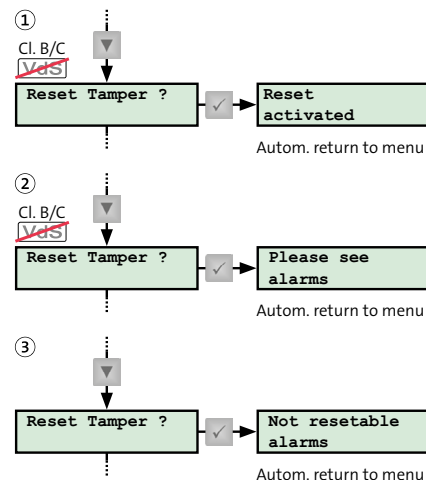 ①
Cl. B/C
VdS
Reset Tamper ?
Reset
activated
Autom. return to menu
②
Cl. B/C
VdS
Reset Tamper ?
Please see
alarms
Autom. return to menu
③
Reset Tamper ?
Not resetable
alarms
Autom. return to menu